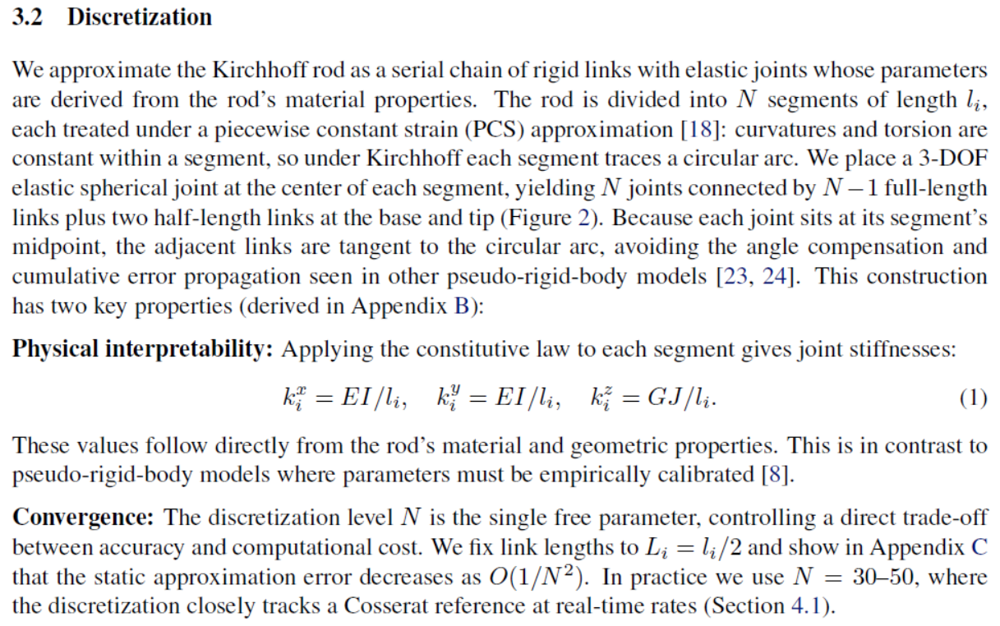 3.2 Discretization
We approximate the Kirchhoff rod as a serial chain of rigid links with elastic joints whose parameters
are derived from the rod's material properties. The rod is divided into N segments of length l_i,
each treated under a piecewise constant strain (PCS) approximation [18]: curvatures and torsion are
constant within a segment, so under Kirchhoff each segment traces a circular arc. We place a 3-DOF
elastic spherical joint at the center of each segment, yielding N joints connected by N − 1 full-length
links plus two half-length links at the base and tip (Figure 2). Because each joint sits at its segment's
midpoint, the adjacent links are tangent to the circular arc, avoiding the angle compensation and
cumulative error propagation seen in other pseudo-rigid-body models [23, 24]. This construction
has two key properties (derived in Appendix B):
Physical interpretability: Applying the constitutive law to each segment gives joint stiffnesses:
k_i^x = EI/l_i, k_i^y = EI/l_i, k_i^z = GJ/l_i. (1)
These values follow directly from the rod's material and geometric properties. This is in contrast to
pseudo-rigid-body models where parameters must be empirically calibrated [8].
Convergence: The discretization level N is the single free parameter, controlling a direct trade-off
between accuracy and computational cost. We fix link lengths to L_i = l_i/2 and show in Appendix C
that the static approximation error decreases as O(1/N^2). In practice we use N = 30–50, where
the discretization closely tracks a Cosserat reference at real-time rates (Section 4.1).